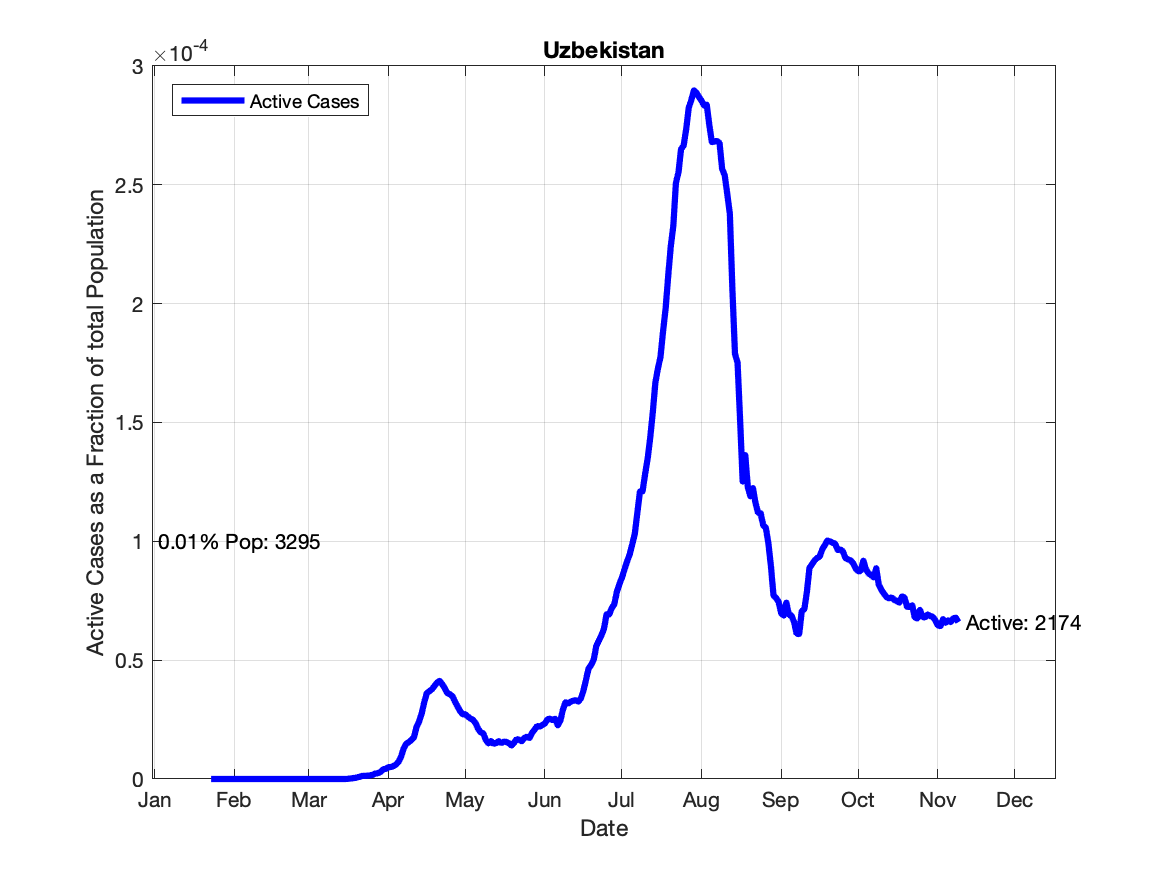 Uzbekistan
×10^-4
Active Cases
3
2.5
2
1.5
1
0.5
0
0.01% Pop: 3295
Active: 2174
Active Cases as a Fraction of total Population
Jan Feb Mar Apr May Jun Jul Aug Sep Oct Nov Dec
Date